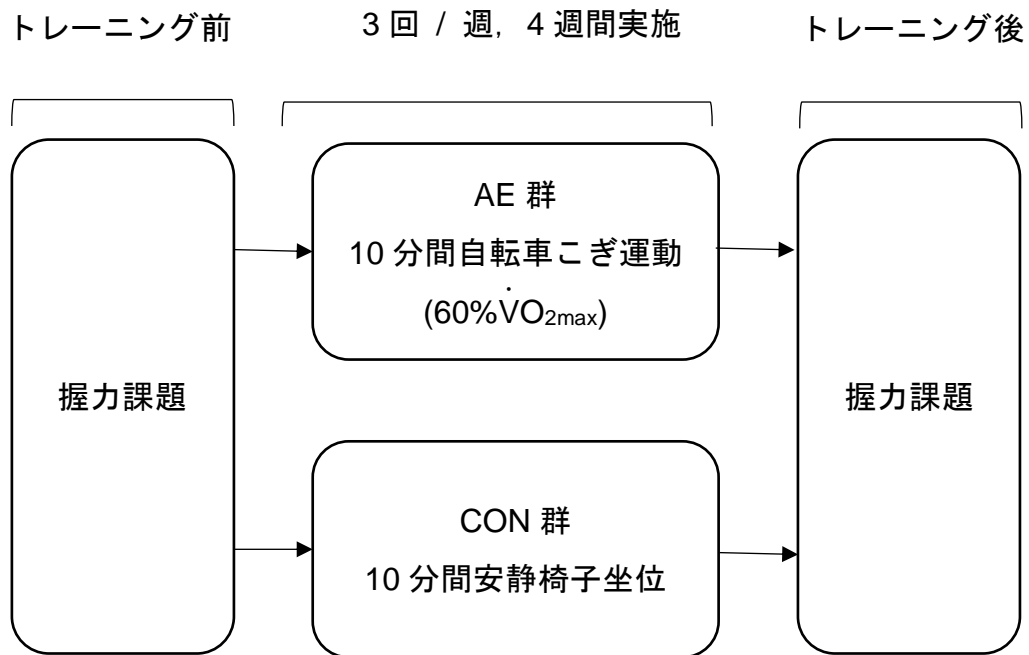 トレーニング前
3回 / 週, 4週間実施
トレーニング後
握力課題
AE 群
10 分間自転車こぎ運動
(60%V̇O₂max)
CON 群
10 分間安静椅子坐位
握力課題